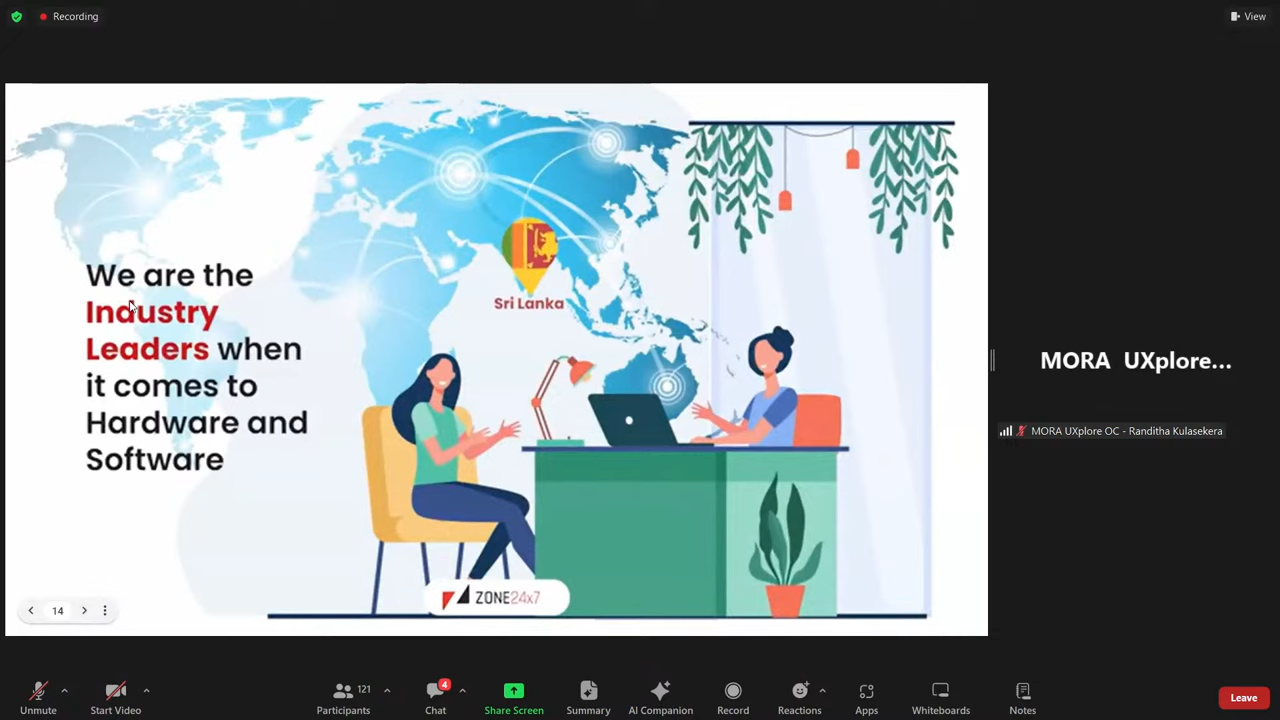 Recording
View
We are the
Industry
Leaders when
it comes to
Hardware and
Software
Sri Lanka
ZONE24x7
14
MORA UXplore...
MORA UXplore OC - Randitha Kulasekera
Unmute
Start Video
121
Participants
4
Chat
Share Screen
Summary
AI Companion
Record
Reactions
Apps
Whiteboards
Notes
Leave